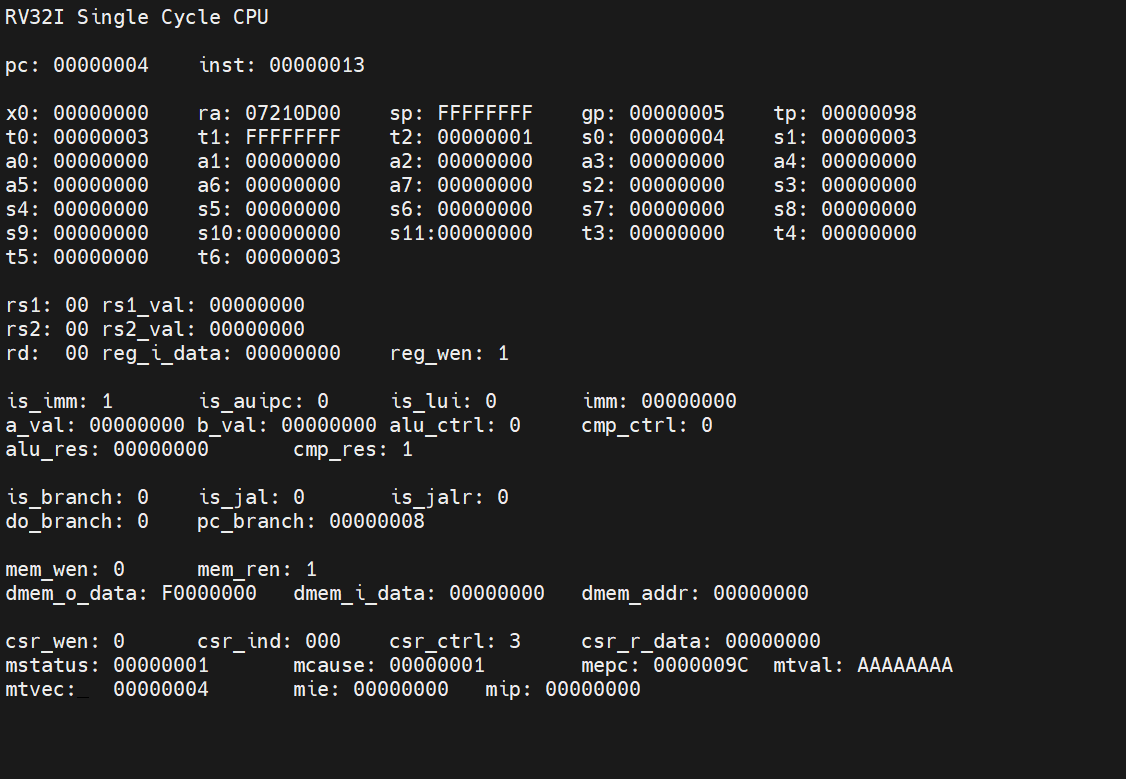 RV32I Single Cycle CPU
pc: 00000004    inst: 00000013
x0: 00000000    ra: 07210D00    sp: FFFFFFFF    gp: 00000005    tp: 00000098
t0: 00000003    t1: FFFFFFFF    t2: 00000001    s0: 00000004    s1: 00000003
a0: 00000000    a1: 00000000    a2: 00000000    a3: 00000000    a4: 00000000
a5: 00000000    a6: 00000000    a7: 00000000    s2: 00000000    s3: 00000000
s4: 00000000    s5: 00000000    s6: 00000000    s7: 00000000    s8: 00000000
s9: 00000000    s10:00000000    s11:00000000    t3: 00000000    t4: 00000000
t5: 00000000    t6: 00000003
rs1: 00 rs1_val: 00000000
rs2: 00 rs2_val: 00000000
rd:  00 reg_i_data: 00000000    reg_wen: 1
is_imm: 1       is_auipc: 0     is_lui: 0       imm: 00000000
a_val: 00000000 b_val: 00000000 alu_ctrl: 0     cmp_ctrl: 0
alu_res: 00000000       cmp_res: 1
is_branch: 0    is_jal: 0       is_jalr: 0
do_branch: 0    pc_branch: 00000008
mem_wen: 0      mem_ren: 1
dmem_o_data: F0000000   dmem_i_data: 00000000   dmem_addr: 00000000
csr_wen: 0      csr_ind: 000    csr_ctrl: 3     csr_r_data: 00000000
mstatus: 00000001       mcause: 00000001        mepc: 0000009C  mtval: AAAAAAAA
mtvec:  00000004       mie: 00000000   mip: 00000000